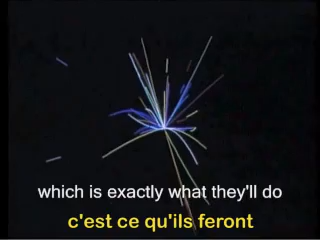 which is exactly what they'll do
c'est ce qu'ils feront